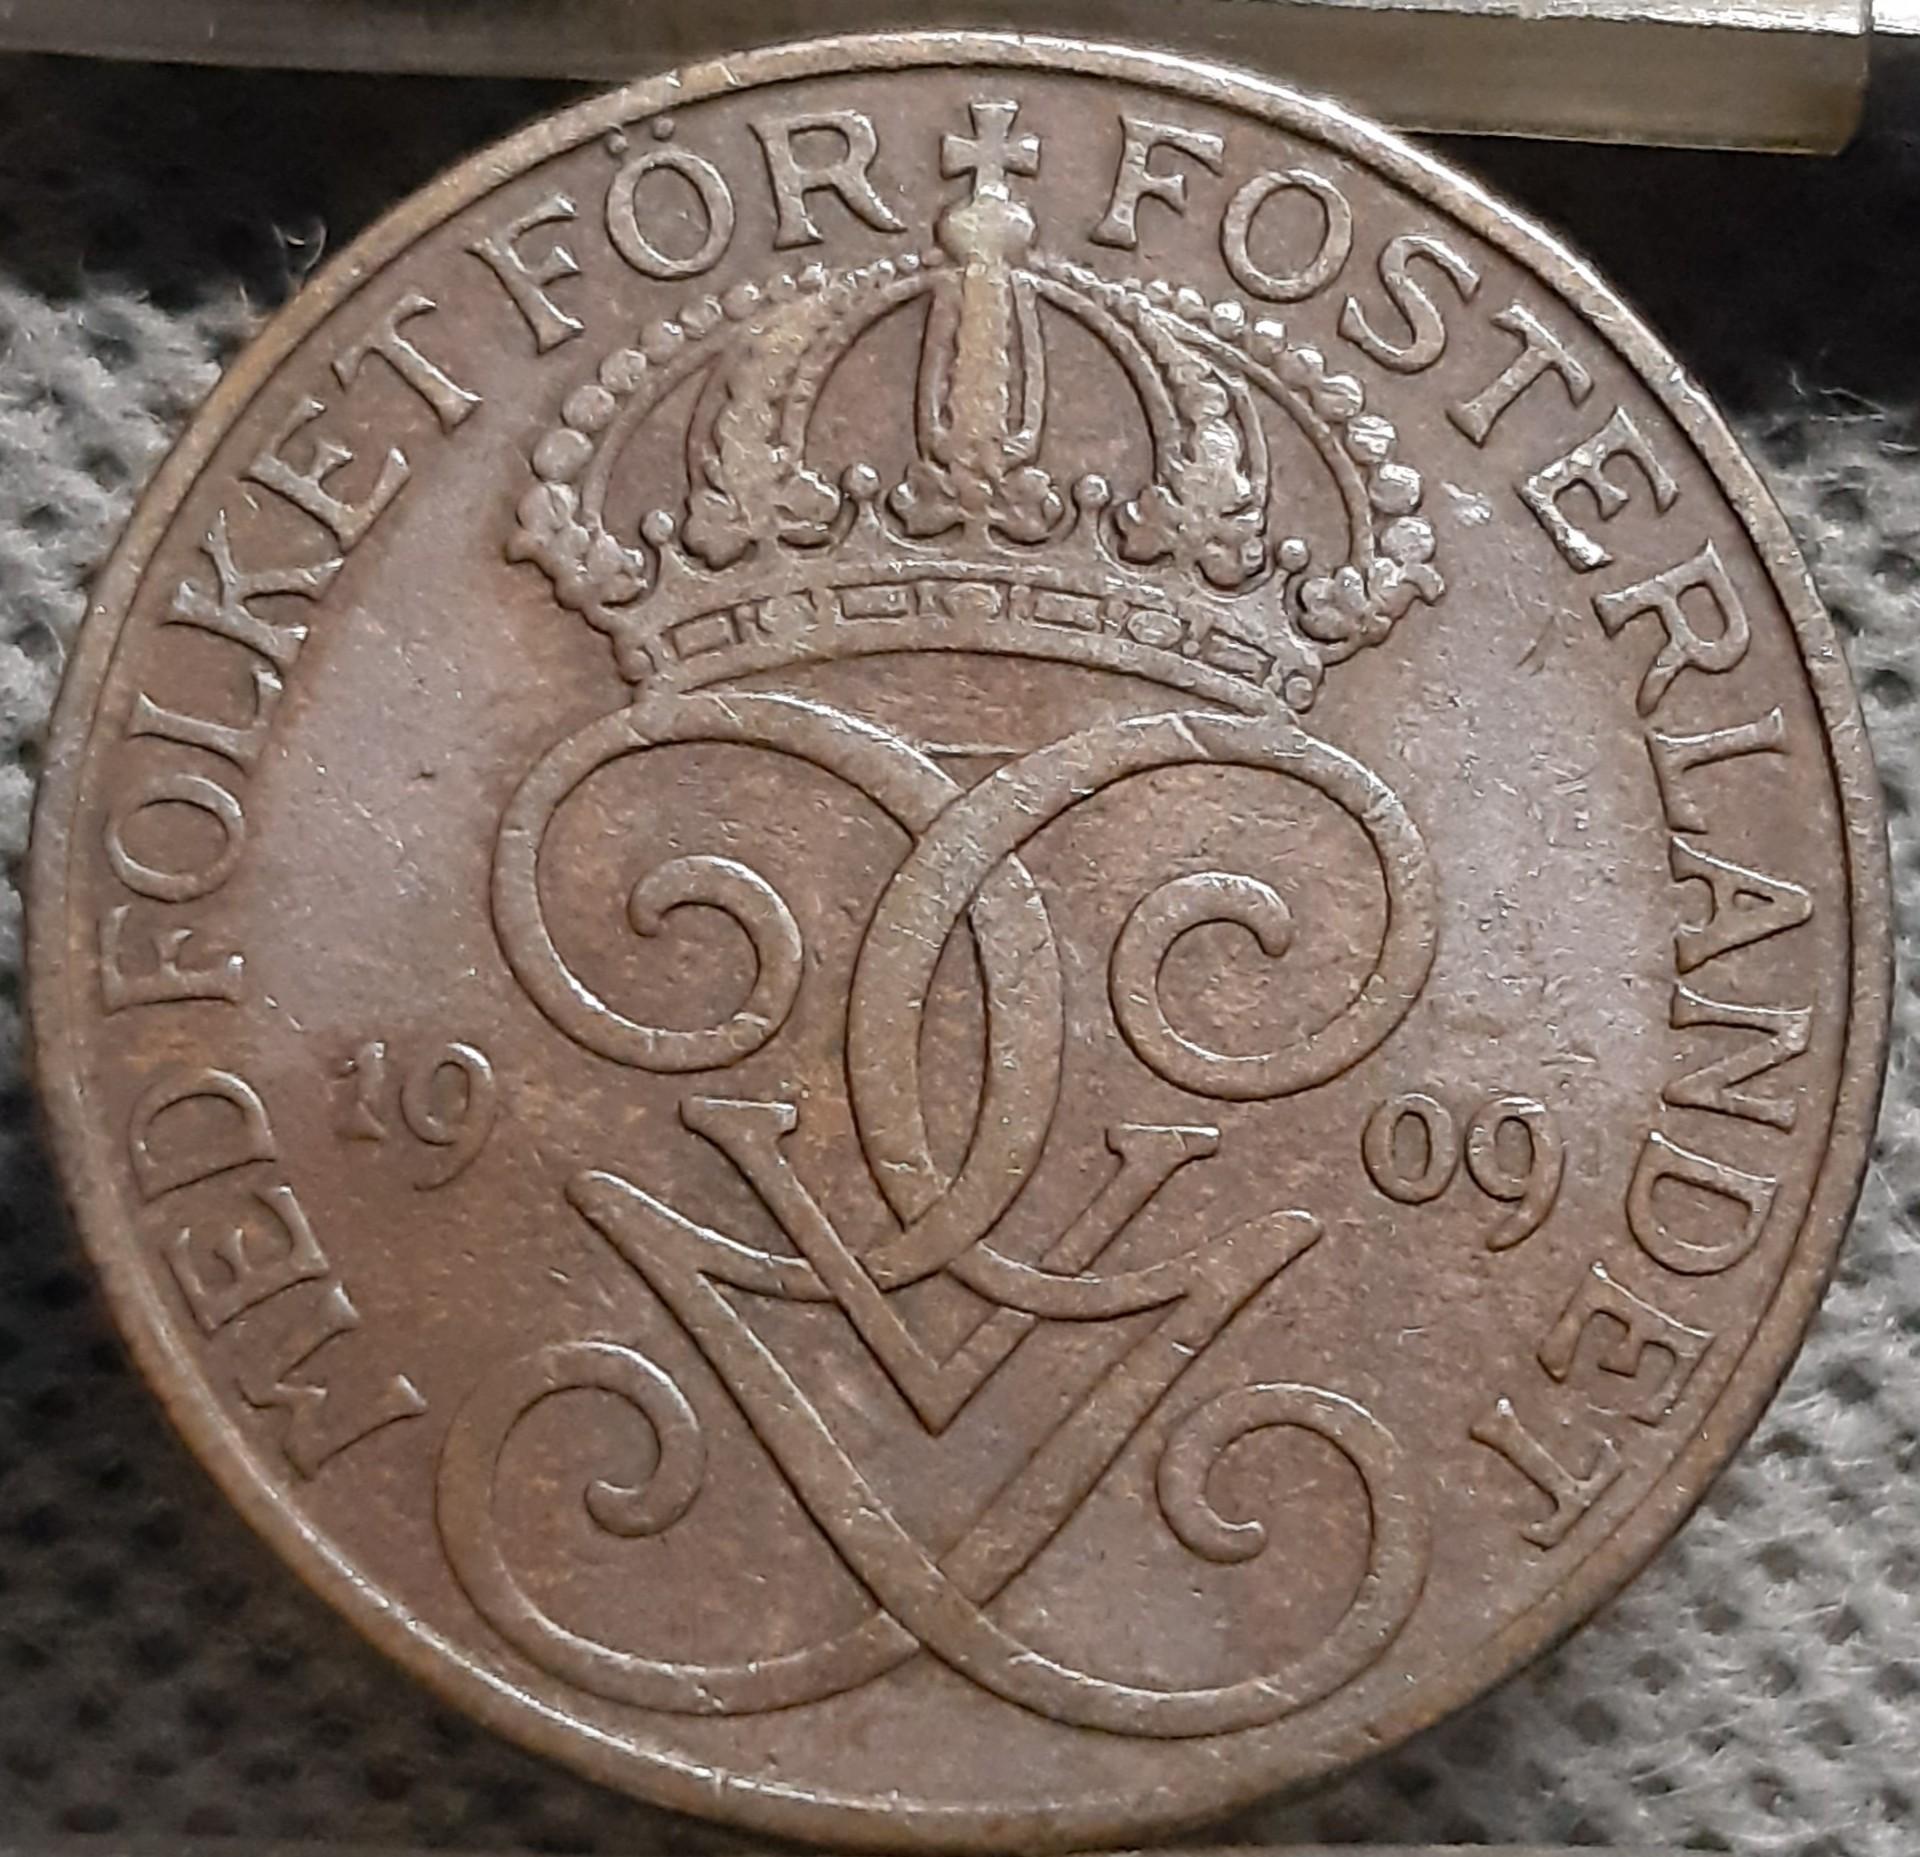 MED FOLKET FÖR FOSTERLANDET
19 09
V